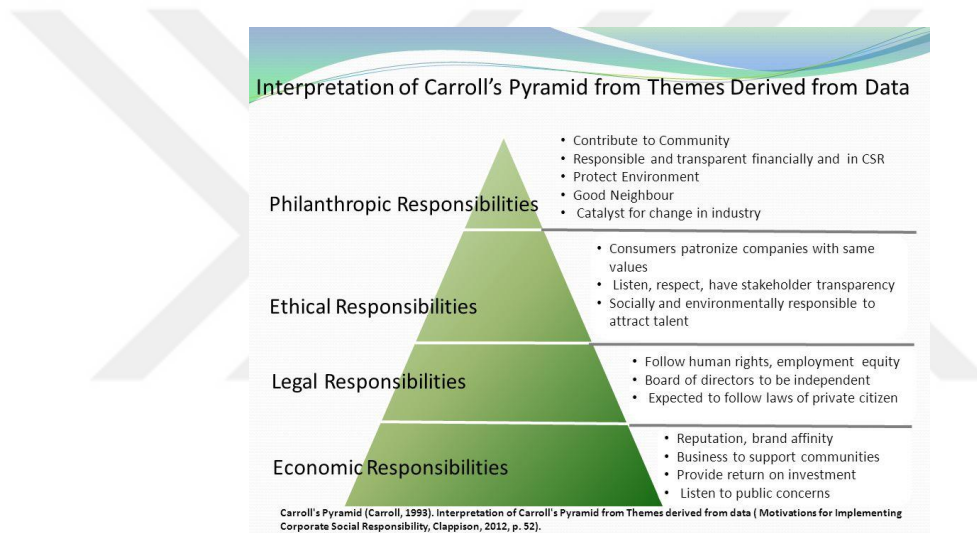 Interpretation of Carroll's Pyramid from Themes Derived from Data
• Contribute to Community
• Responsible and transparent financially and in CSR
• Protect Environment
• Good Neighbour
• Catalyst for change in industry
Philanthropic Responsibilities
• Consumers patronize companies with same
values
• Listen, respect, have stakeholder transparency
• Socially and environmentally responsible to
attract talent
Ethical Responsibilities
• Follow human rights, employment equity
• Board of directors to be independent
• Expected to follow laws of private citizen
Legal Responsibilities
• Reputation, brand affinity
• Business to support communities
• Provide return on investment
• Listen to public concerns
Economic Responsibilities
Carroll's Pyramid (Carroll, 1993). Interpretation of Carroll's Pyramid from Themes derived from data ( Motivations for Implementing
Corporate Social Responsibility, Clappison, 2012, p. 52).